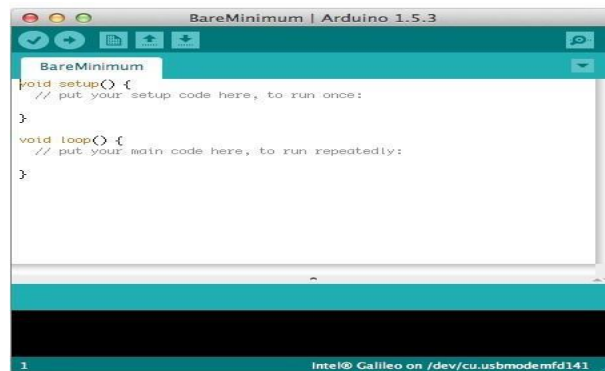 BareMinimum | Arduino 1.5.3
BareMinimum
void setup() {
// put your setup code here, to run once:
}
void loop() {
// put your main code here, to run repeatedly:
}
1 Intel® Galileo on /dev/cu.usbmodemfd141